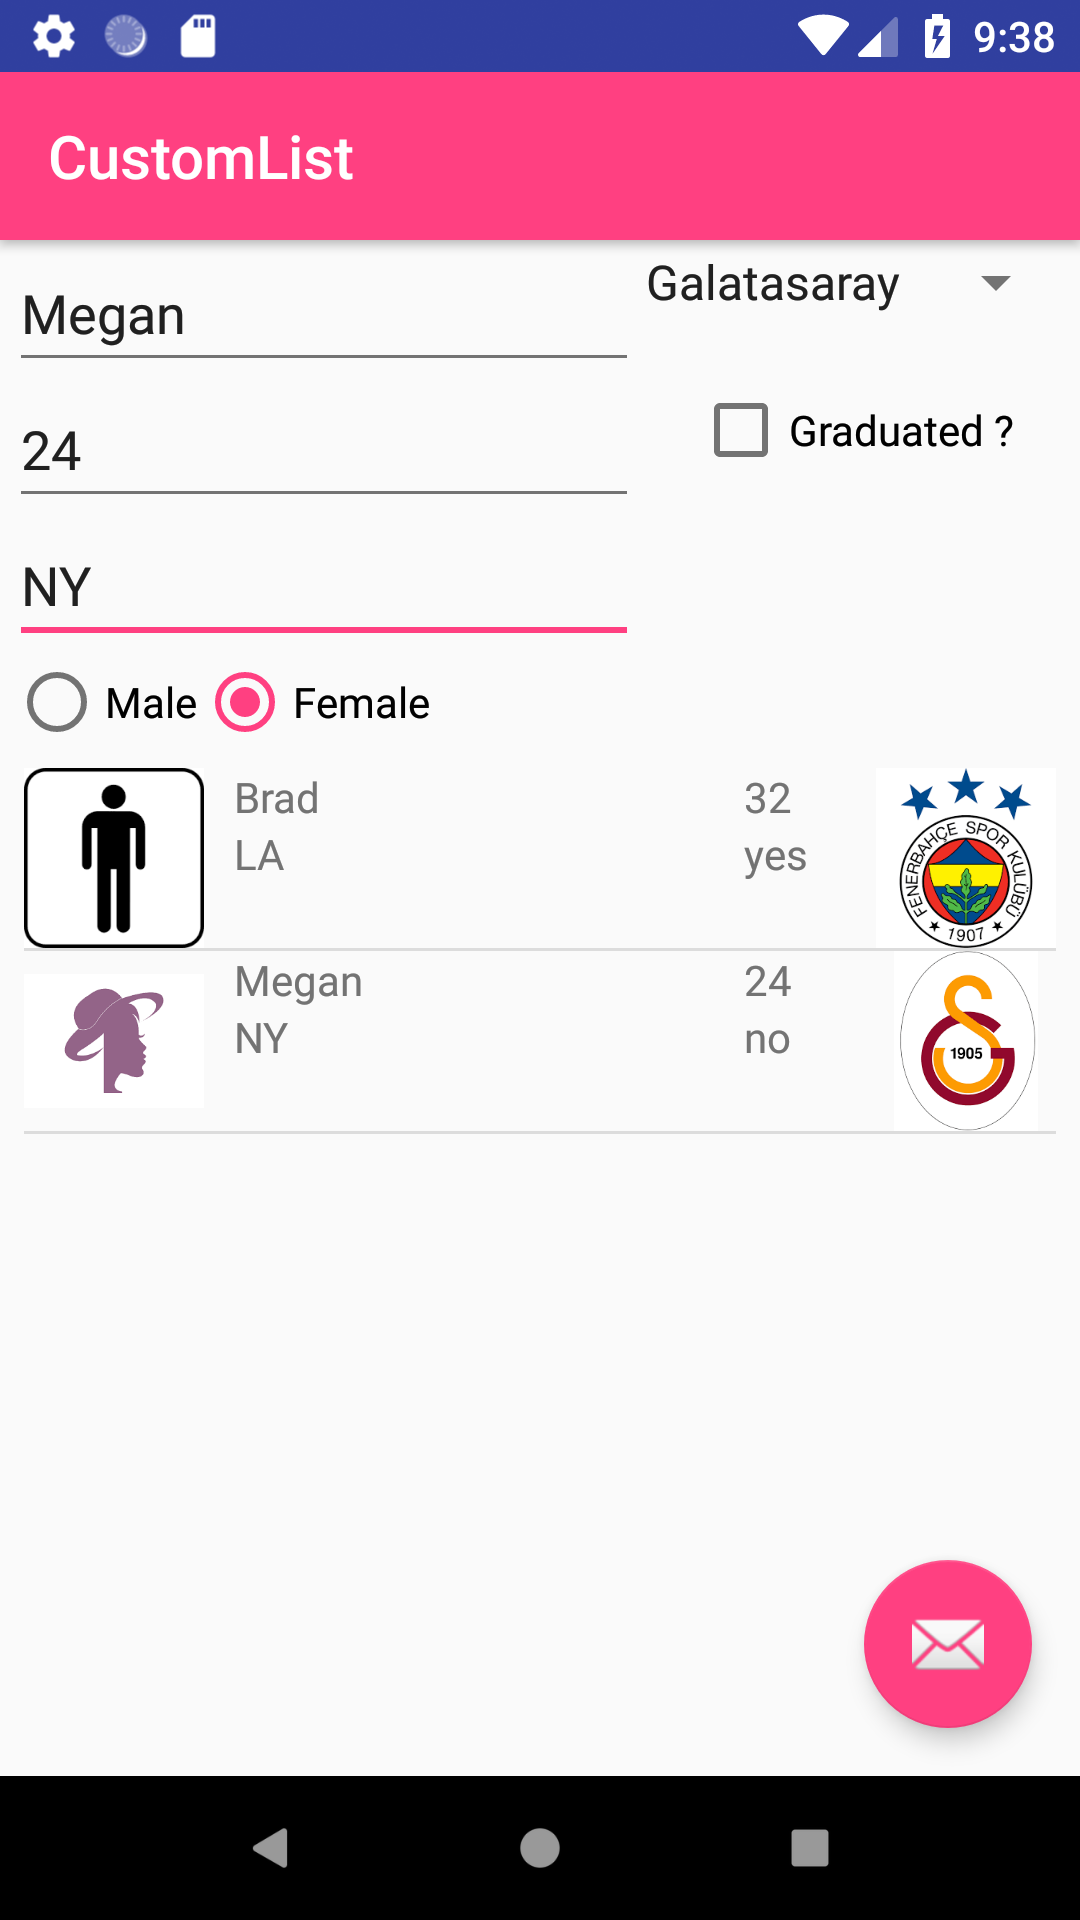 9:38
CustomList
Megan
Galatasaray
24
Graduated ?
NY
Male Female
Brad 32
LA yes
FENERBAHÇE SPOR KULÜBÜ
★ 1907 ★
Megan 24
NY no
1905